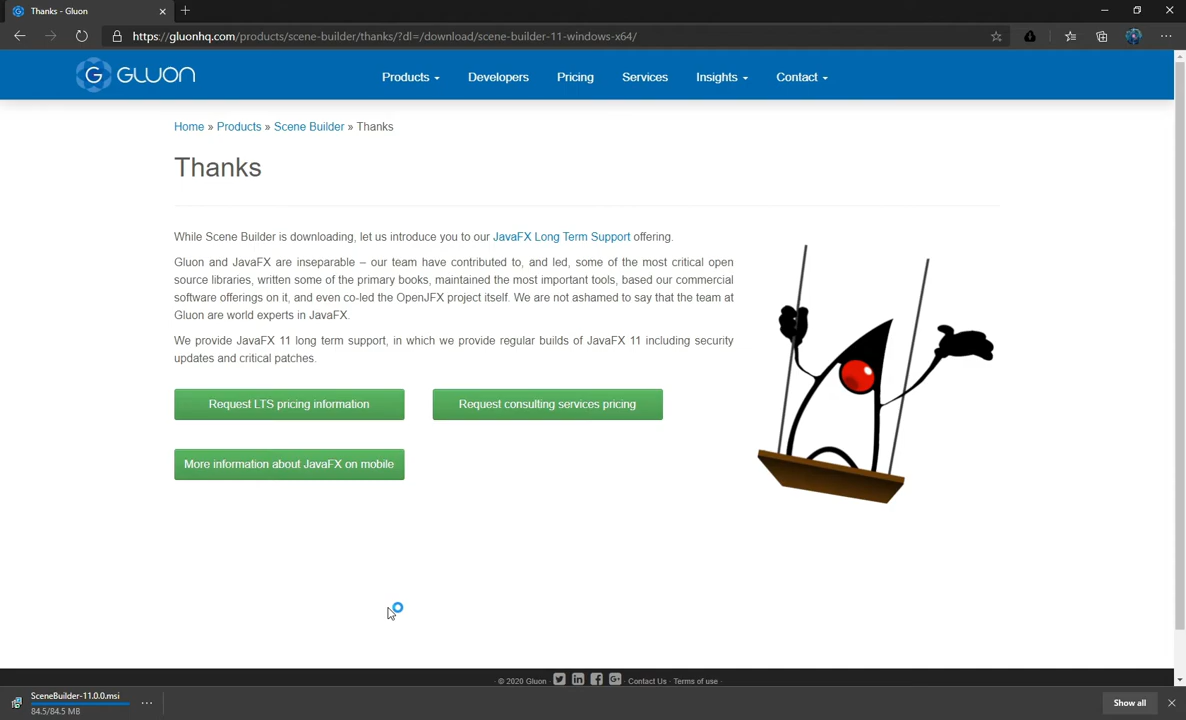 Thanks - Gluon
https://gluonhq.com/products/scene-builder/thanks/?dl=/download/scene-builder-11-windows-x64/
GLUON Products Developers Pricing Services Insights Contact
Home » Products » Scene Builder » Thanks
Thanks
While Scene Builder is downloading, let us introduce you to our JavaFX Long Term Support offering.
Gluon and JavaFX are inseparable – our team have contributed to, and led, some of the most critical open
source libraries, written some of the primary books, maintained the most important tools, based our commercial
software offerings on it, and even co-led the OpenJFX project itself. We are not ashamed to say that the team at
Gluon are world experts in JavaFX.
We provide JavaFX 11 long term support, in which we provide regular builds of JavaFX 11 including security
updates and critical patches.
Request LTS pricing information Request consulting services pricing
More information about JavaFX on mobile
· © 2020 Gluon · Contact Us · Terms of use ·
SceneBuilder-11.0.0.msi
84.5/84.5 MB
Show all